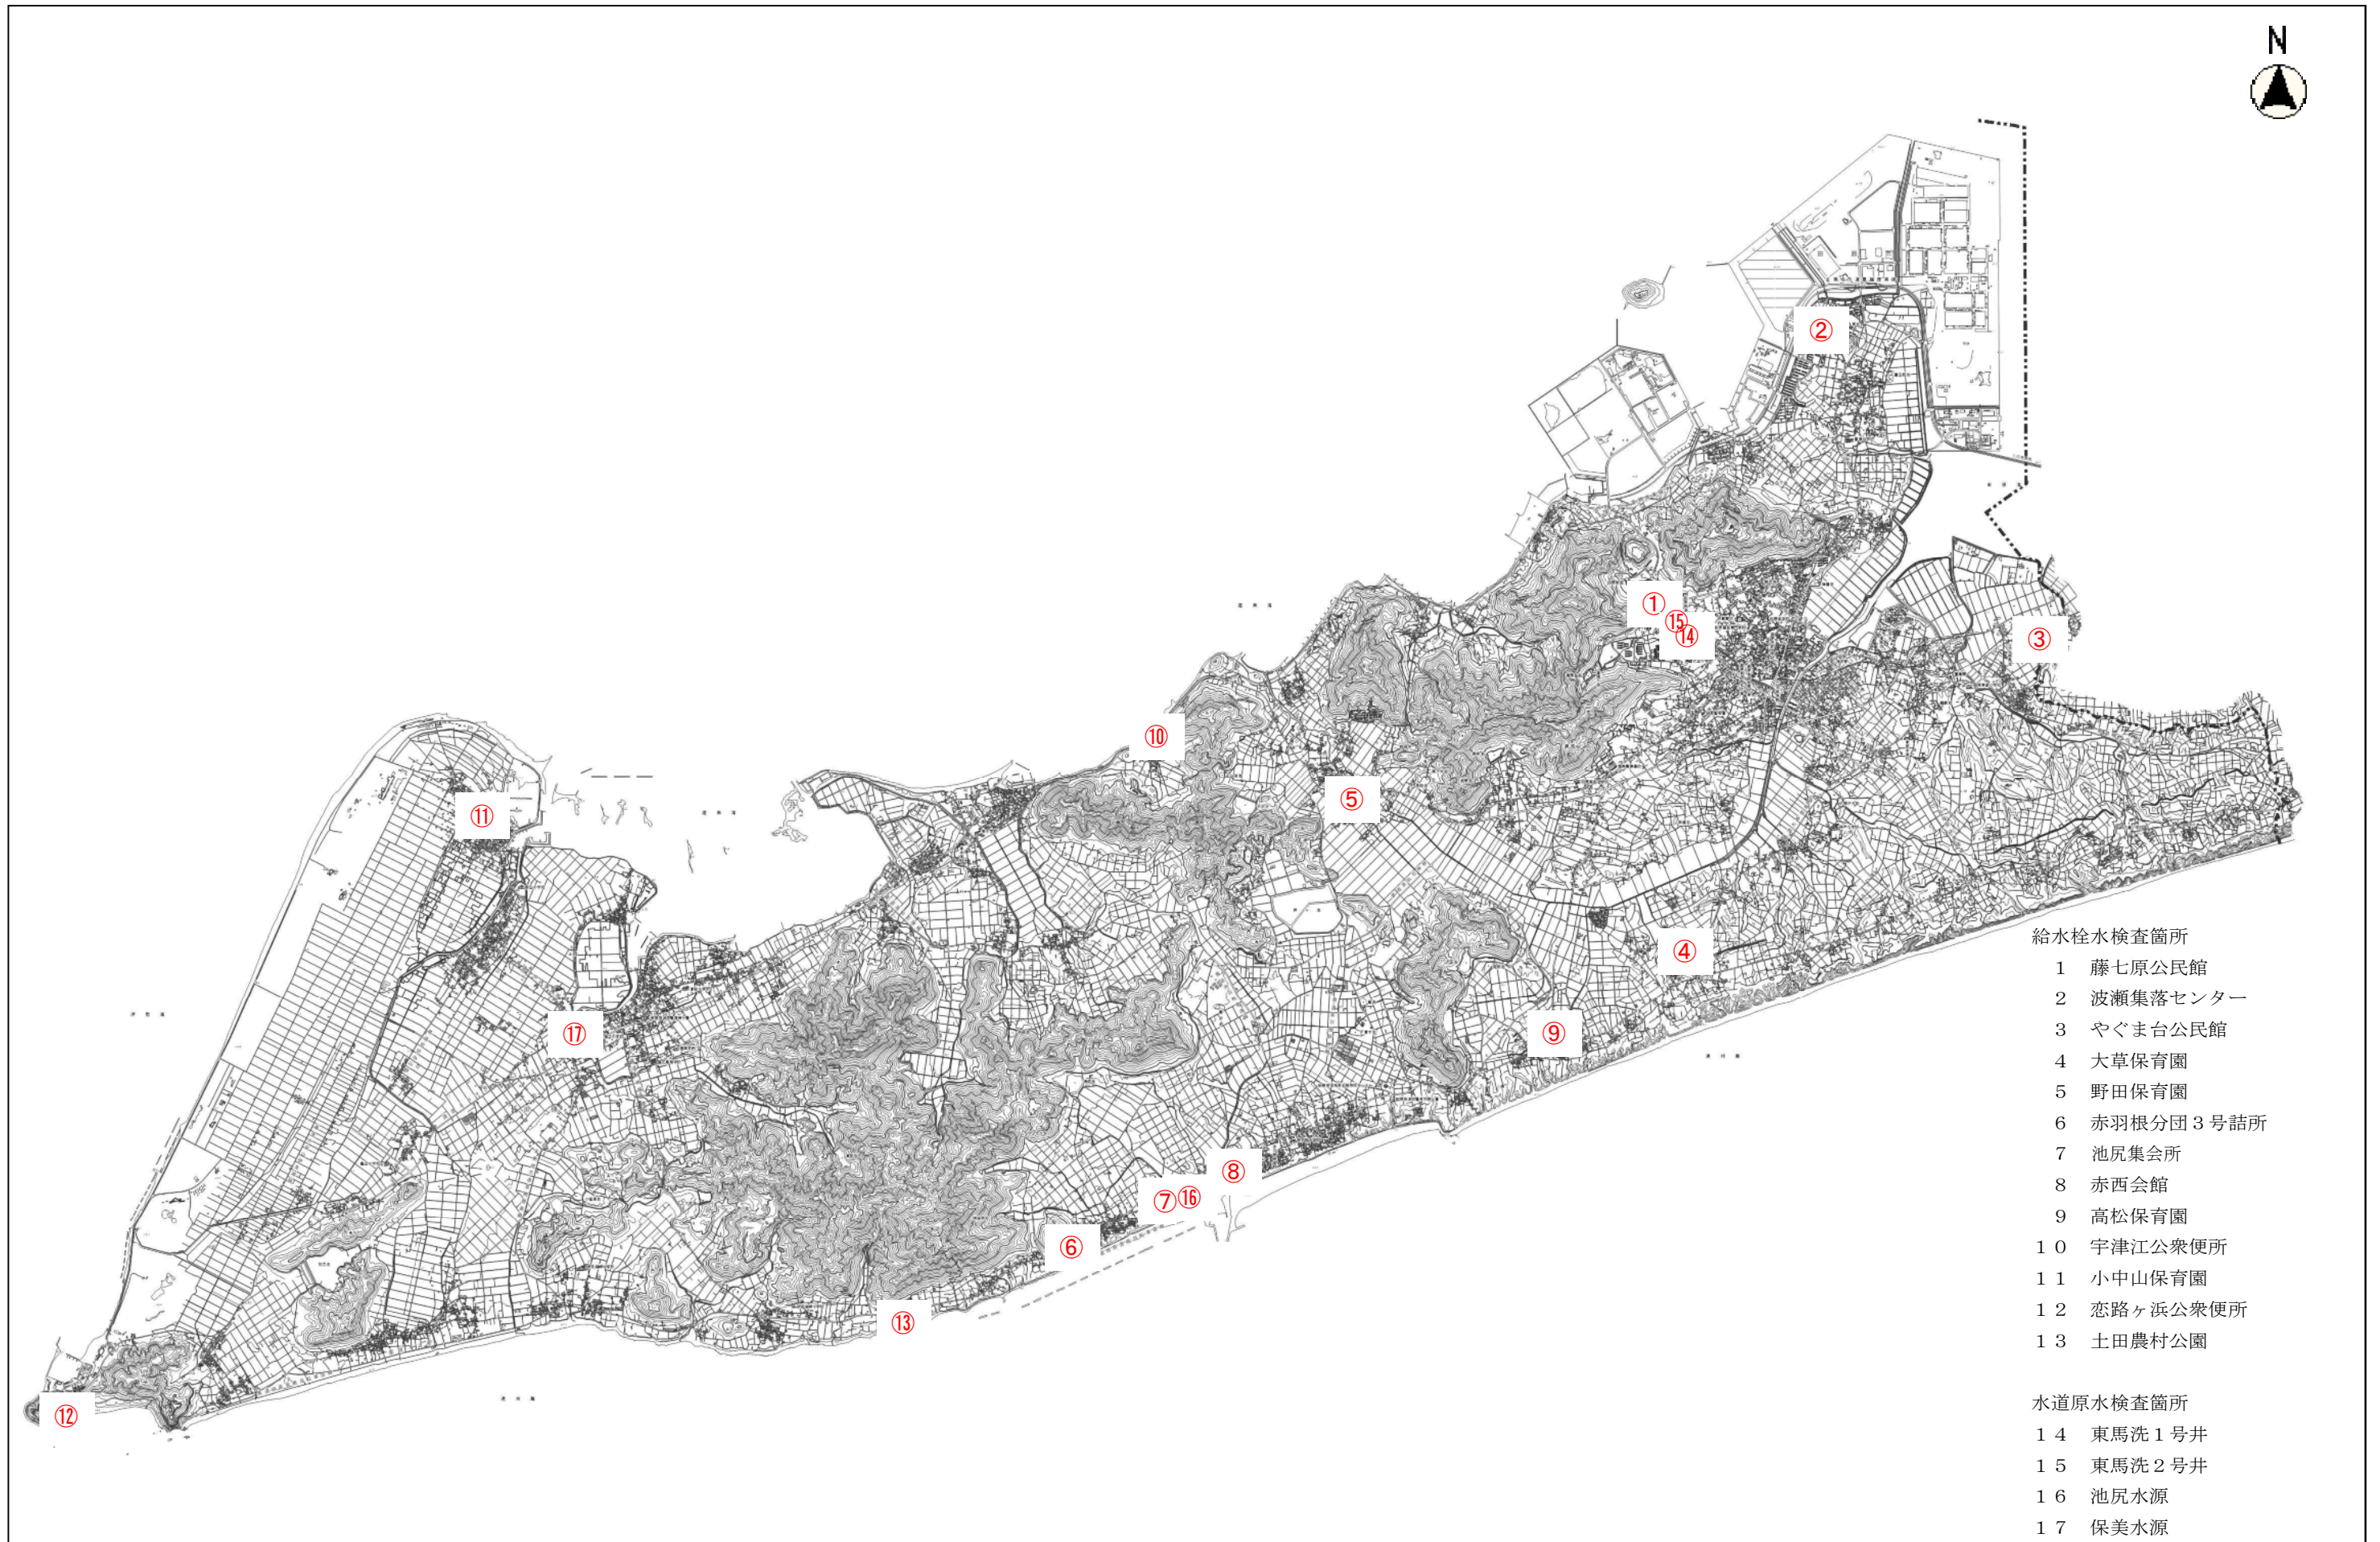 N
②
①
⑮
⑭
③
⑩
⑤
⑪
④
⑰
⑨
⑧
⑦⑯
⑥
⑬
⑫
給水栓水検査箇所
1 藤七原公民館
2 波瀬集落センター
3 やぐま台公民館
4 大草保育園
5 野田保育園
6 赤羽根分団3号詰所
7 池尻集会所
8 赤西会館
9 高松保育園
10 宇津江公衆便所
11 小中山保育園
12 恋路ヶ浜公衆便所
13 土田農村公園
水道原水検査箇所
14 東馬洗1号井
15 東馬洗2号井
16 池尻水源
17 保美水源